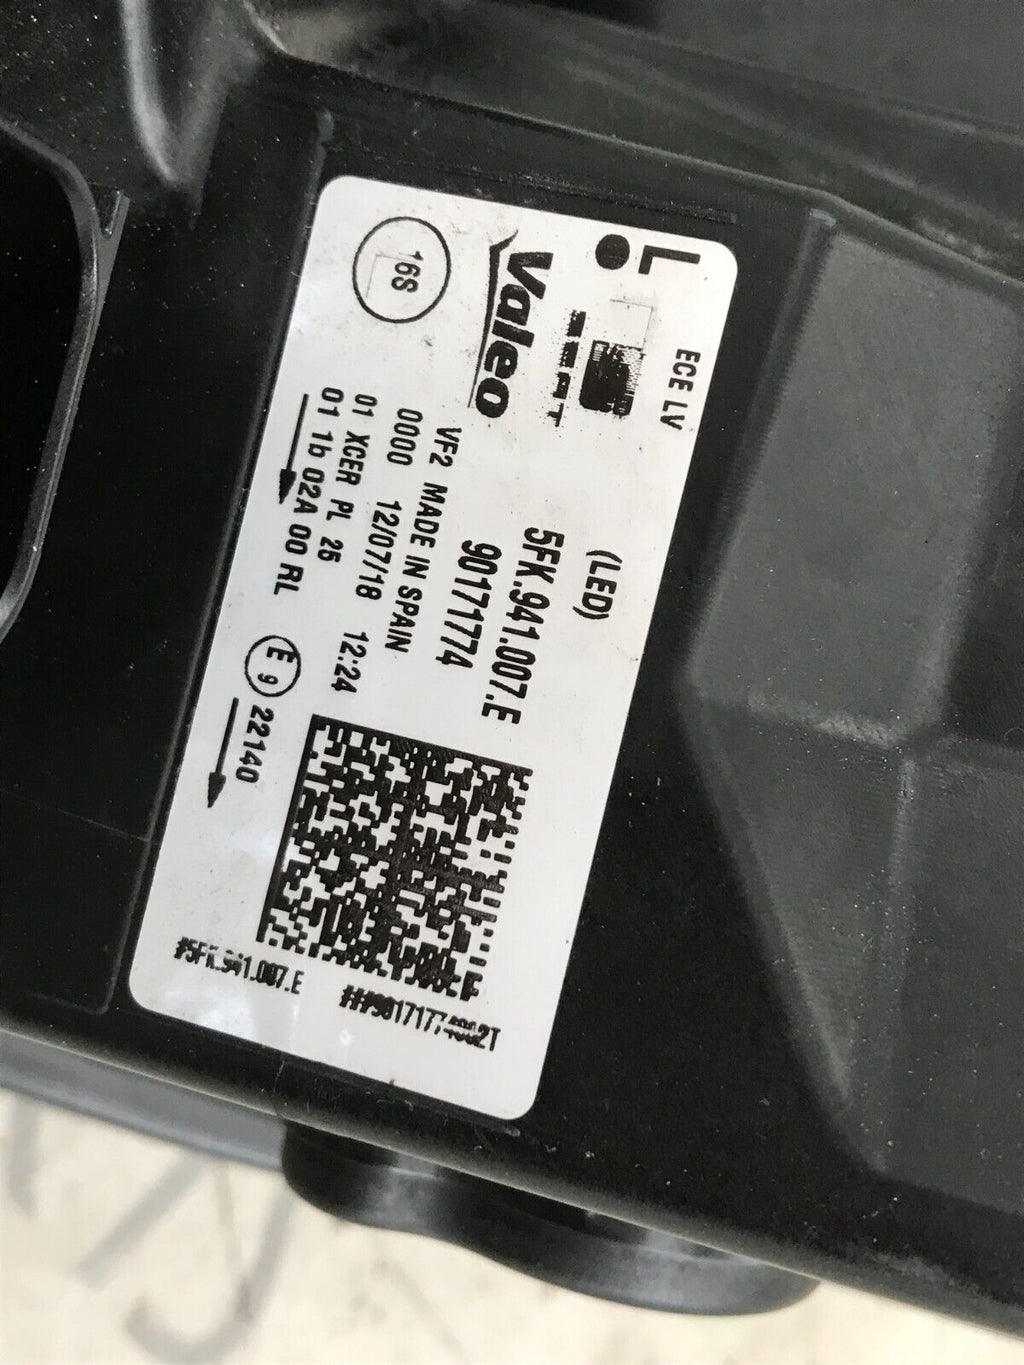 L ECE LV
(LED)
Valeo
5FK.941.007.E
90171774
16S
VF2 MADE IN SPAIN
0000 12/07/18 12:24
01 XCER PL 25
01 1b 02A 00 RL
E 9 22140
#5FK.941.007.E